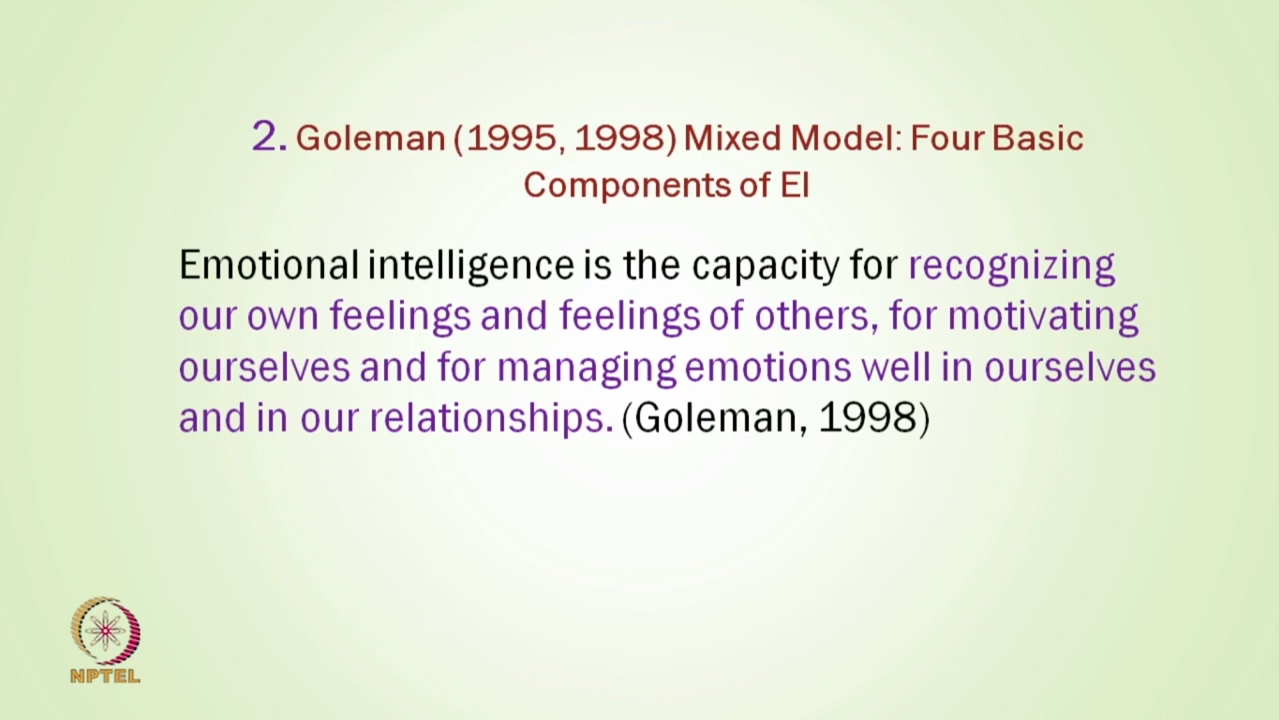 2. Goleman (1995, 1998) Mixed Model: Four Basic
Components of EI
Emotional intelligence is the capacity for recognizing
our own feelings and feelings of others, for motivating
ourselves and for managing emotions well in ourselves
and in our relationships. (Goleman, 1998)
NPTEL